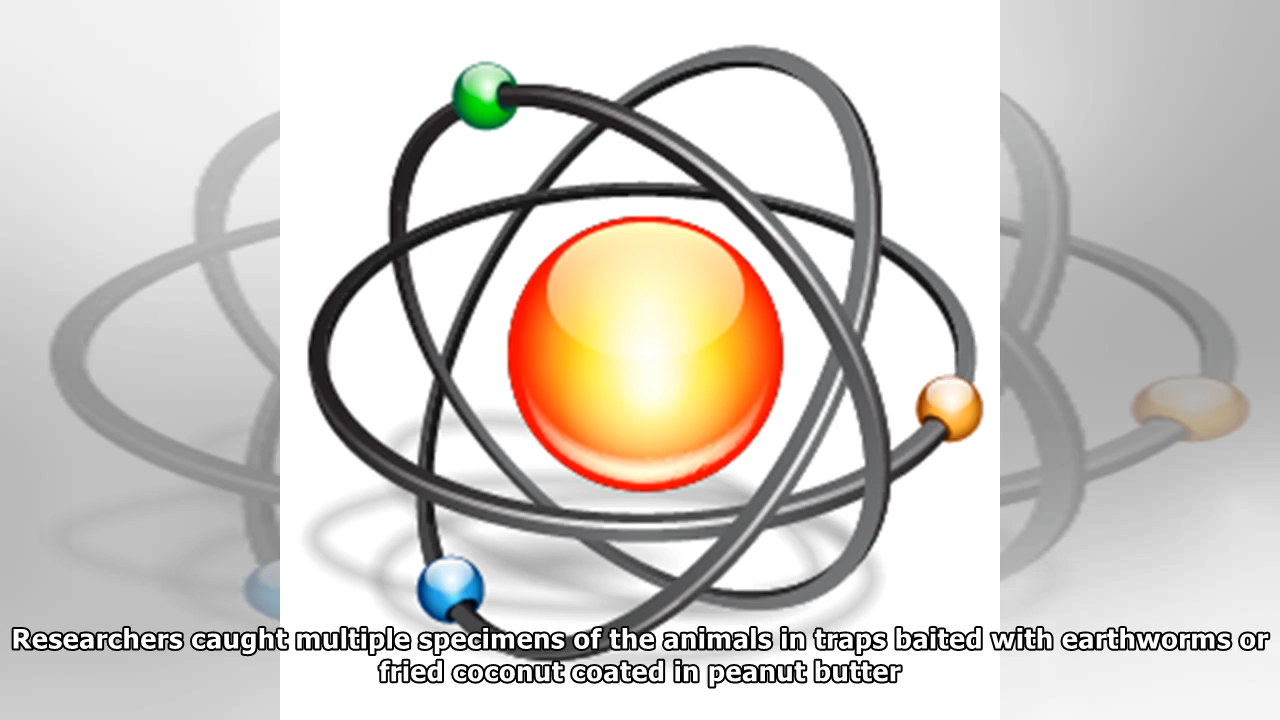 Researchers caught multiple specimens of the animals in traps baited with earthworms or
fried coconut coated in peanut butter